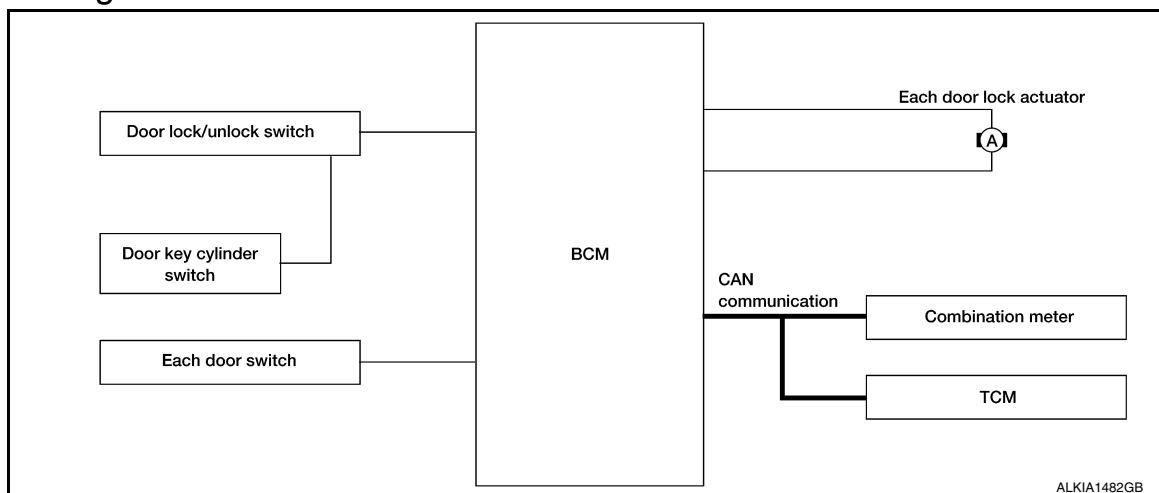 Door lock/unlock switch
Door key cylinder
switch
Each door switch
BCM
Each door lock actuator
A
CAN
communication
Combination meter
TCM
ALKIA1482GB